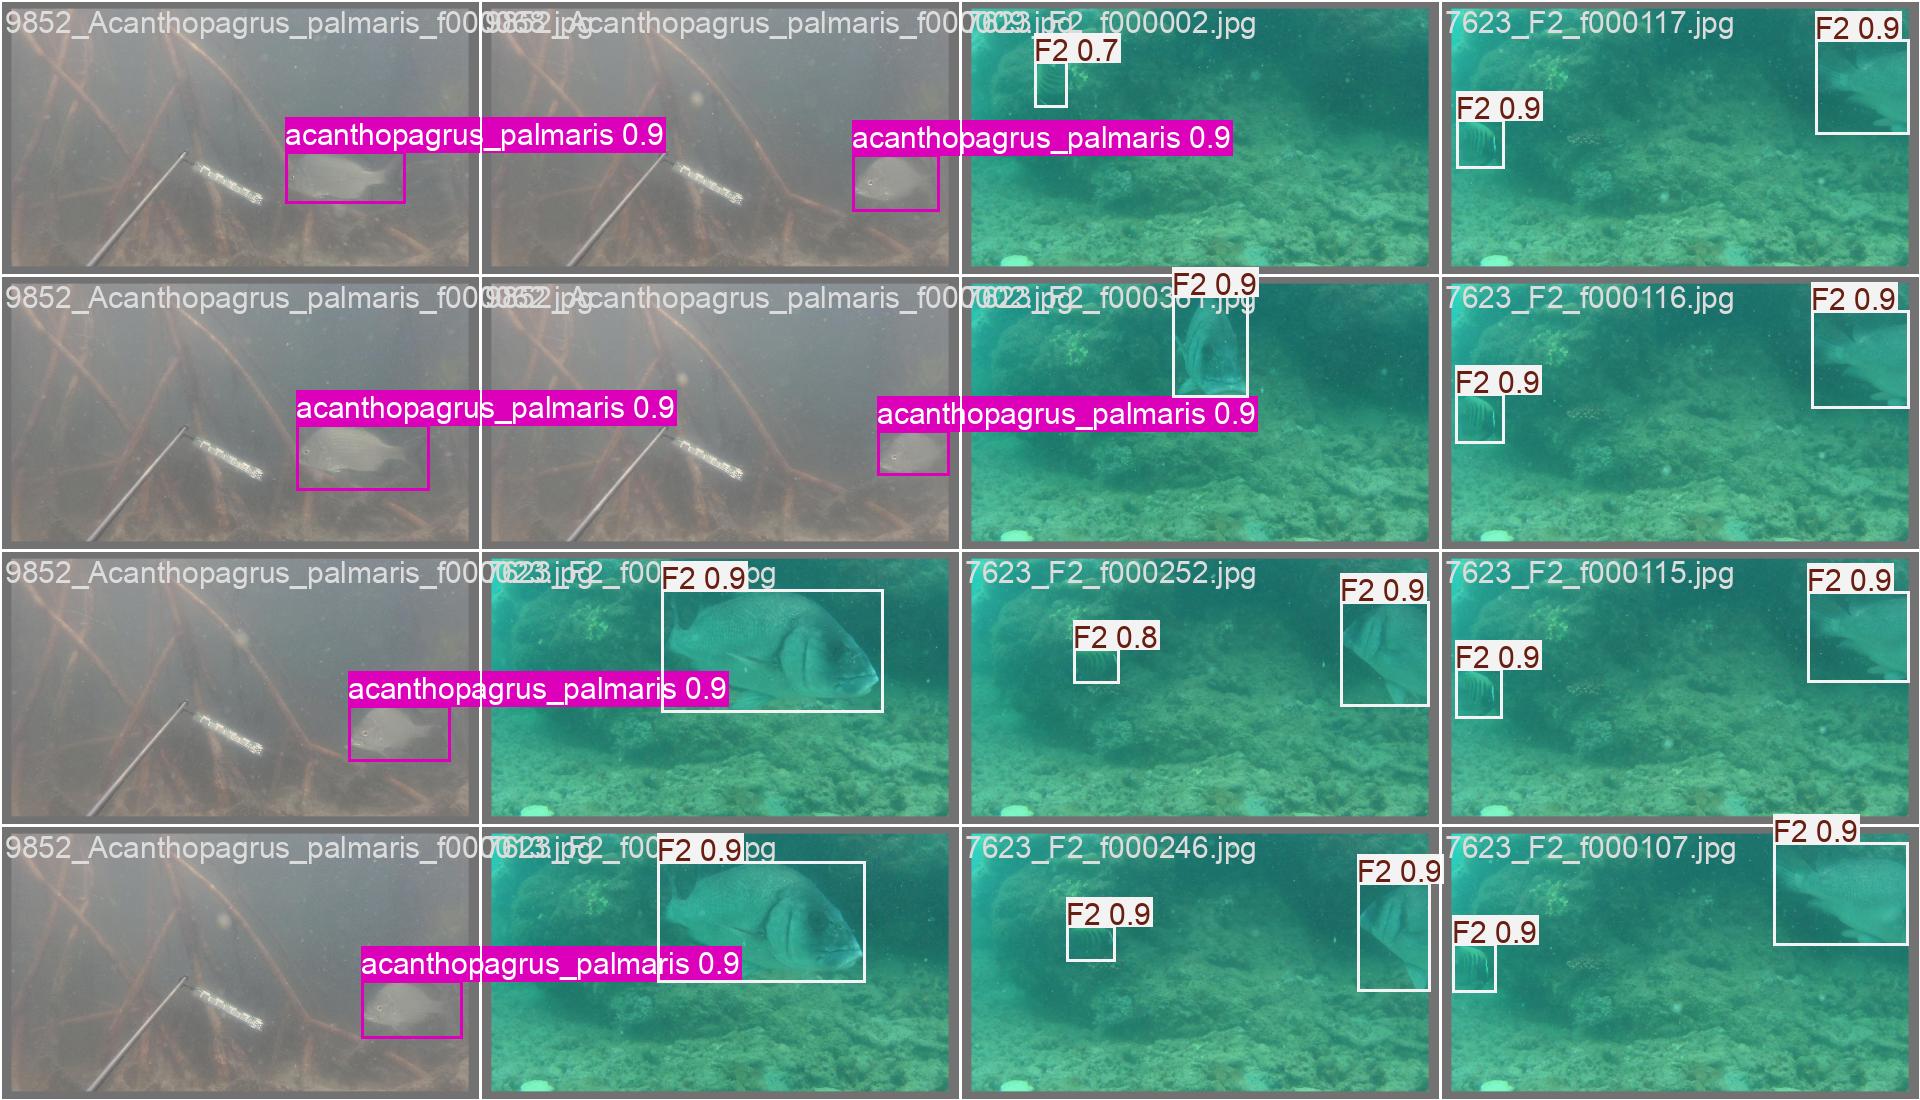 9852_Acanthopagrus_palmaris_f000
acanthopagrus_palmaris 0.9
_Acanthopagrus_palmaris_f000
acanthopagrus_palmaris 0.9
_F2_f000002.jpg
F2 0.7
7623_F2_f000117.jpg
F2 0.9
F2 0.9
9852_Acanthopagrus_palmaris_f000
acanthopagrus_palmaris 0.9
_Acanthopagrus_palmaris_f000
acanthopagrus_palmaris 0.9
F2 0.9
7623_F2_f000116.jpg
F2 0.9
F2 0.9
9852_Acanthopagrus_palmaris_f000
acanthopagrus_palmaris 0.9
F2 0.9
7623_F2_f000252.jpg
F2 0.9
F2 0.8
7623_F2_f000115.jpg
F2 0.9
F2 0.9
9852_Acanthopagrus_palmaris_f000
acanthopagrus_palmaris 0.9
F2 0.9
7623_F2_f000246.jpg
F2 0.9
F2 0.9
7623_F2_f000107.jpg
F2 0.9
F2 0.9